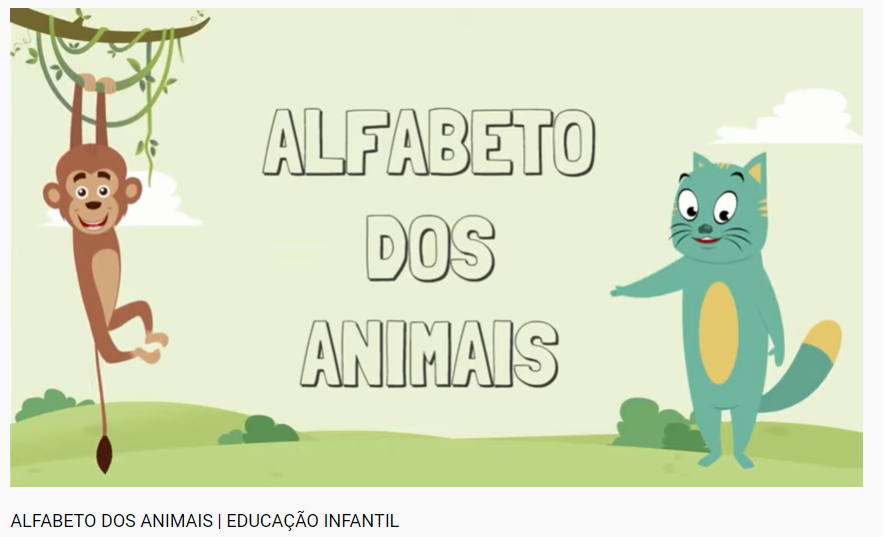 ALFABETO
DOS
ANIMAIS
ALFABETO DOS ANIMAIS | EDUCAÇÃO INFANTIL